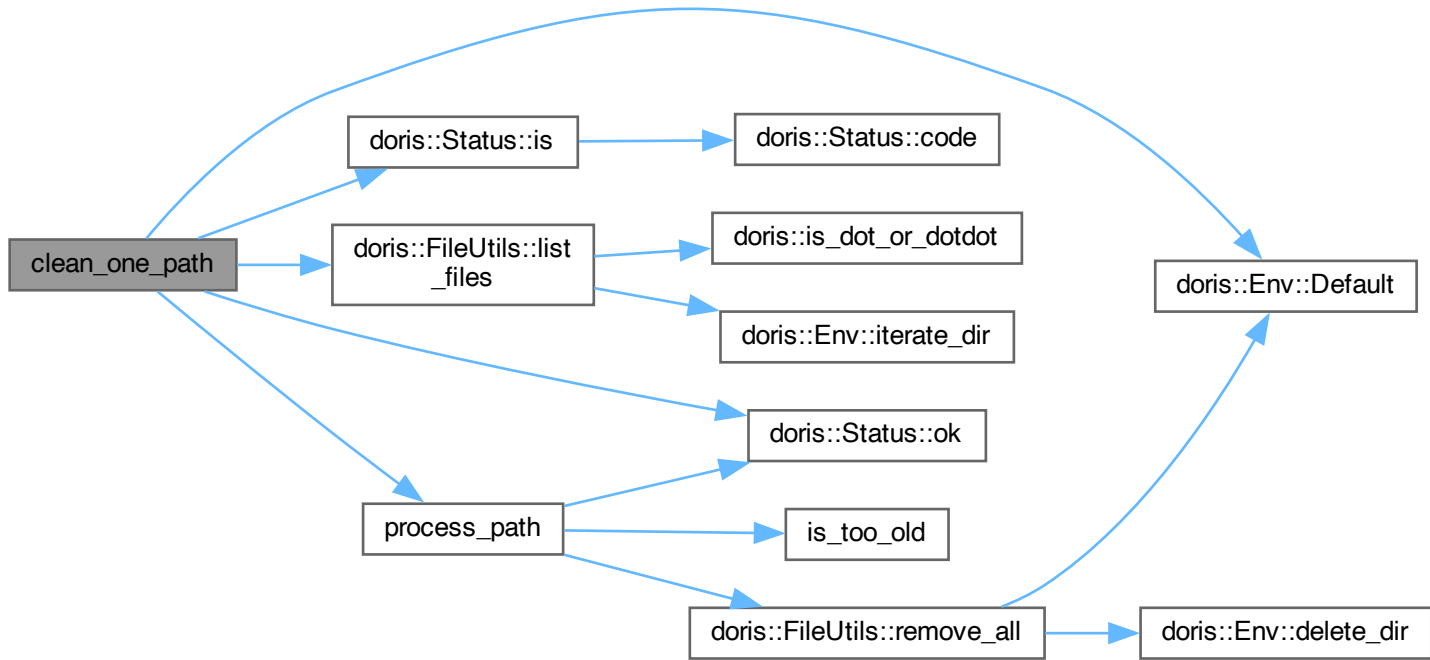 doris::Status::is
doris::Status::code
clean_one_path
doris::FileUtils::list
_files
doris::is_dot_or_dotdot
doris::Env::Default
doris::Env::iterate_dir
doris::Status::ok
process_path
is_too_old
doris::FileUtils::remove_all
doris::Env::delete_dir